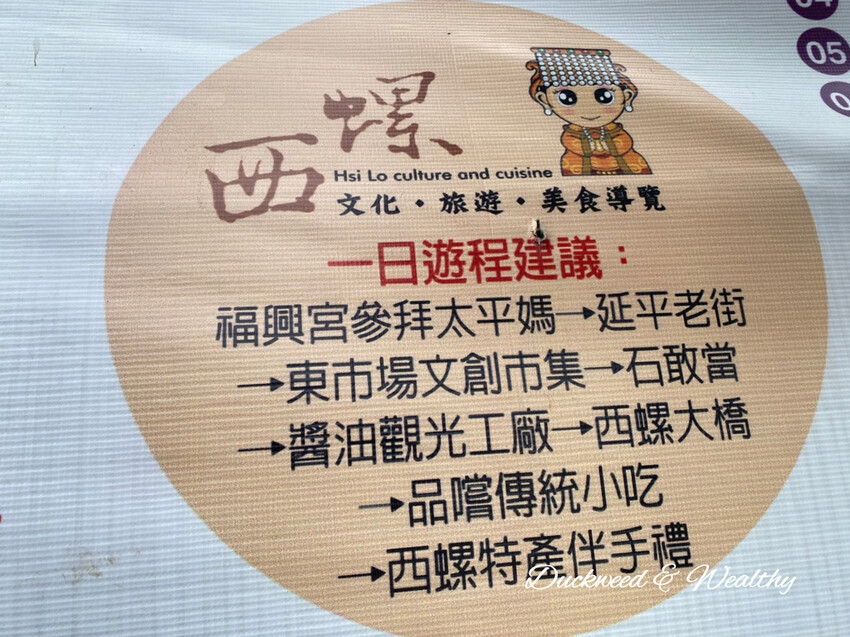 04
05
西螺
Hsi Lo culture and cuisine
文化・旅遊・美食導覽
一日遊程建議：
福興宮參拜太平媽→延平老街
→東市場文創市集→石敢當
→醬油觀光工廠→西螺大橋
→品嚐傳統小吃
→西螺特產伴手禮
Duckweed & Wealthy